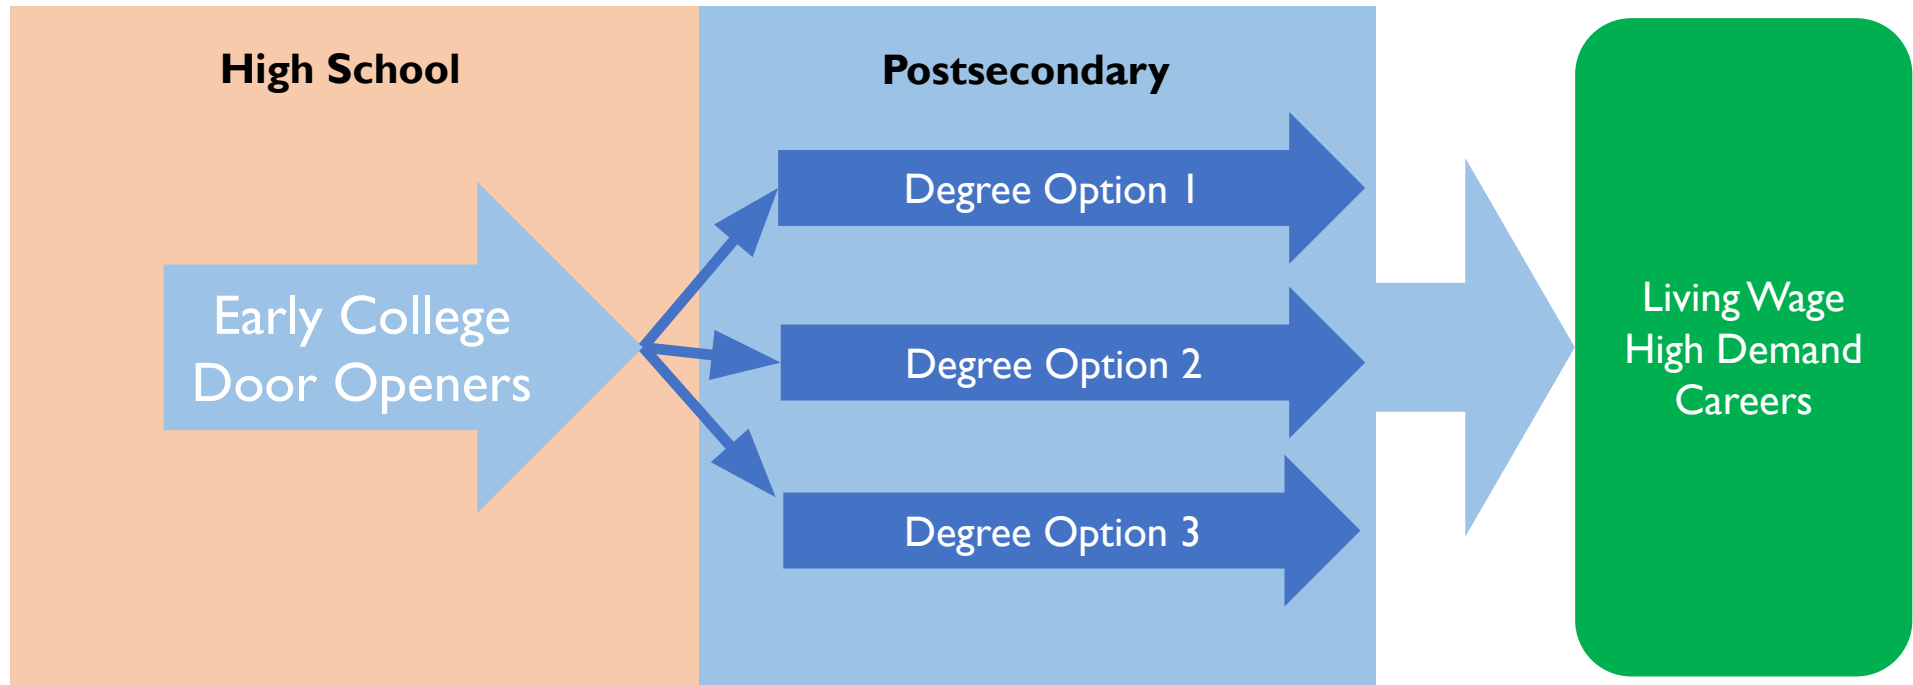 High School
Postsecondary
Early College
Door Openers
Degree Option 1
Degree Option 2
Degree Option 3
Living Wage
High Demand
Careers